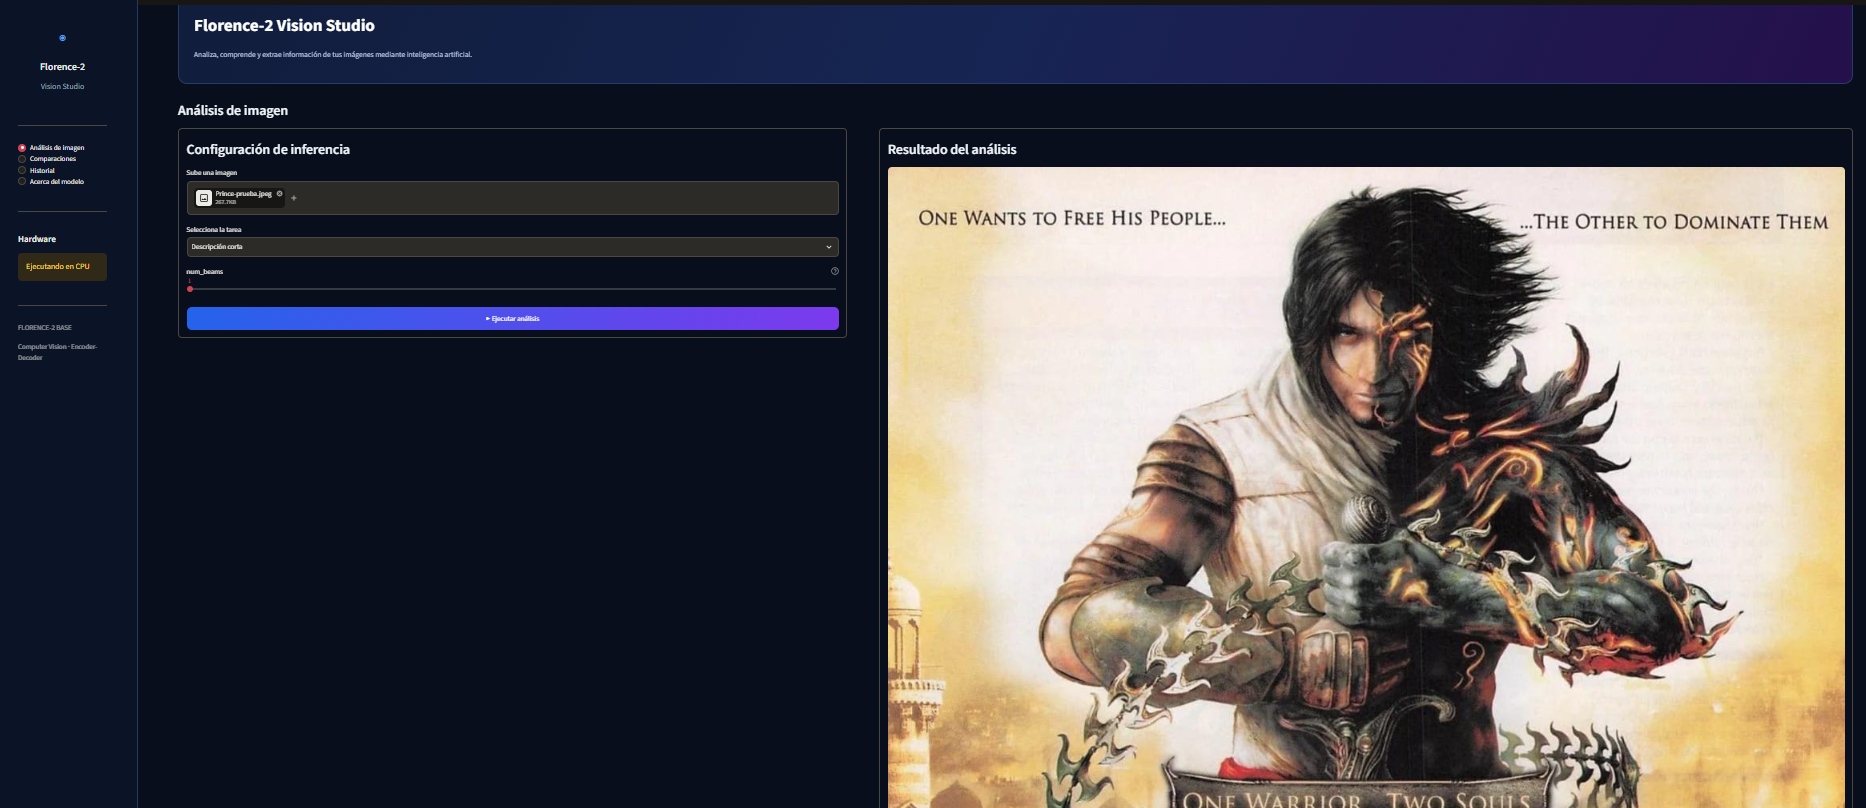 Florence-2
Vision Studio
Análisis de imagen
Comparaciones
Historial
Acerca del modelo
Hardware
Ejecutando en CPU
FLORENCE-2 BASE
Computer Vision · Encoder-
Decoder
Florence-2 Vision Studio
Analiza, comprende y extrae información de tus imágenes mediante inteligencia artificial.
Análisis de imagen
Configuración de inferencia
Sube una imagen
Prince-prueba.jpeg
267.7KB
Selecciona la tarea
Descripción corta
num_beams
1
Ejecutar análisis
Resultado del análisis
ONE WANTS TO FREE HIS PEOPLE...
...THE OTHER TO DOMINATE THEM
ONE WARRIOR TWO SOULS